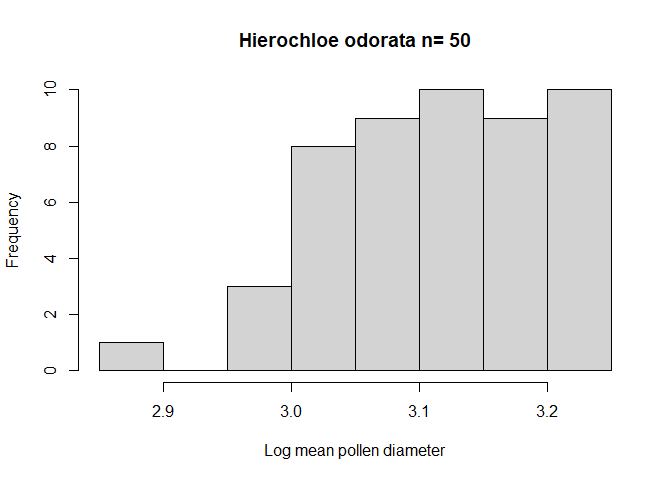 Hierochloe odorata n= 50
Frequency
10
8
6
4
2
0
2.9 3.0 3.1 3.2
Log mean pollen diameter